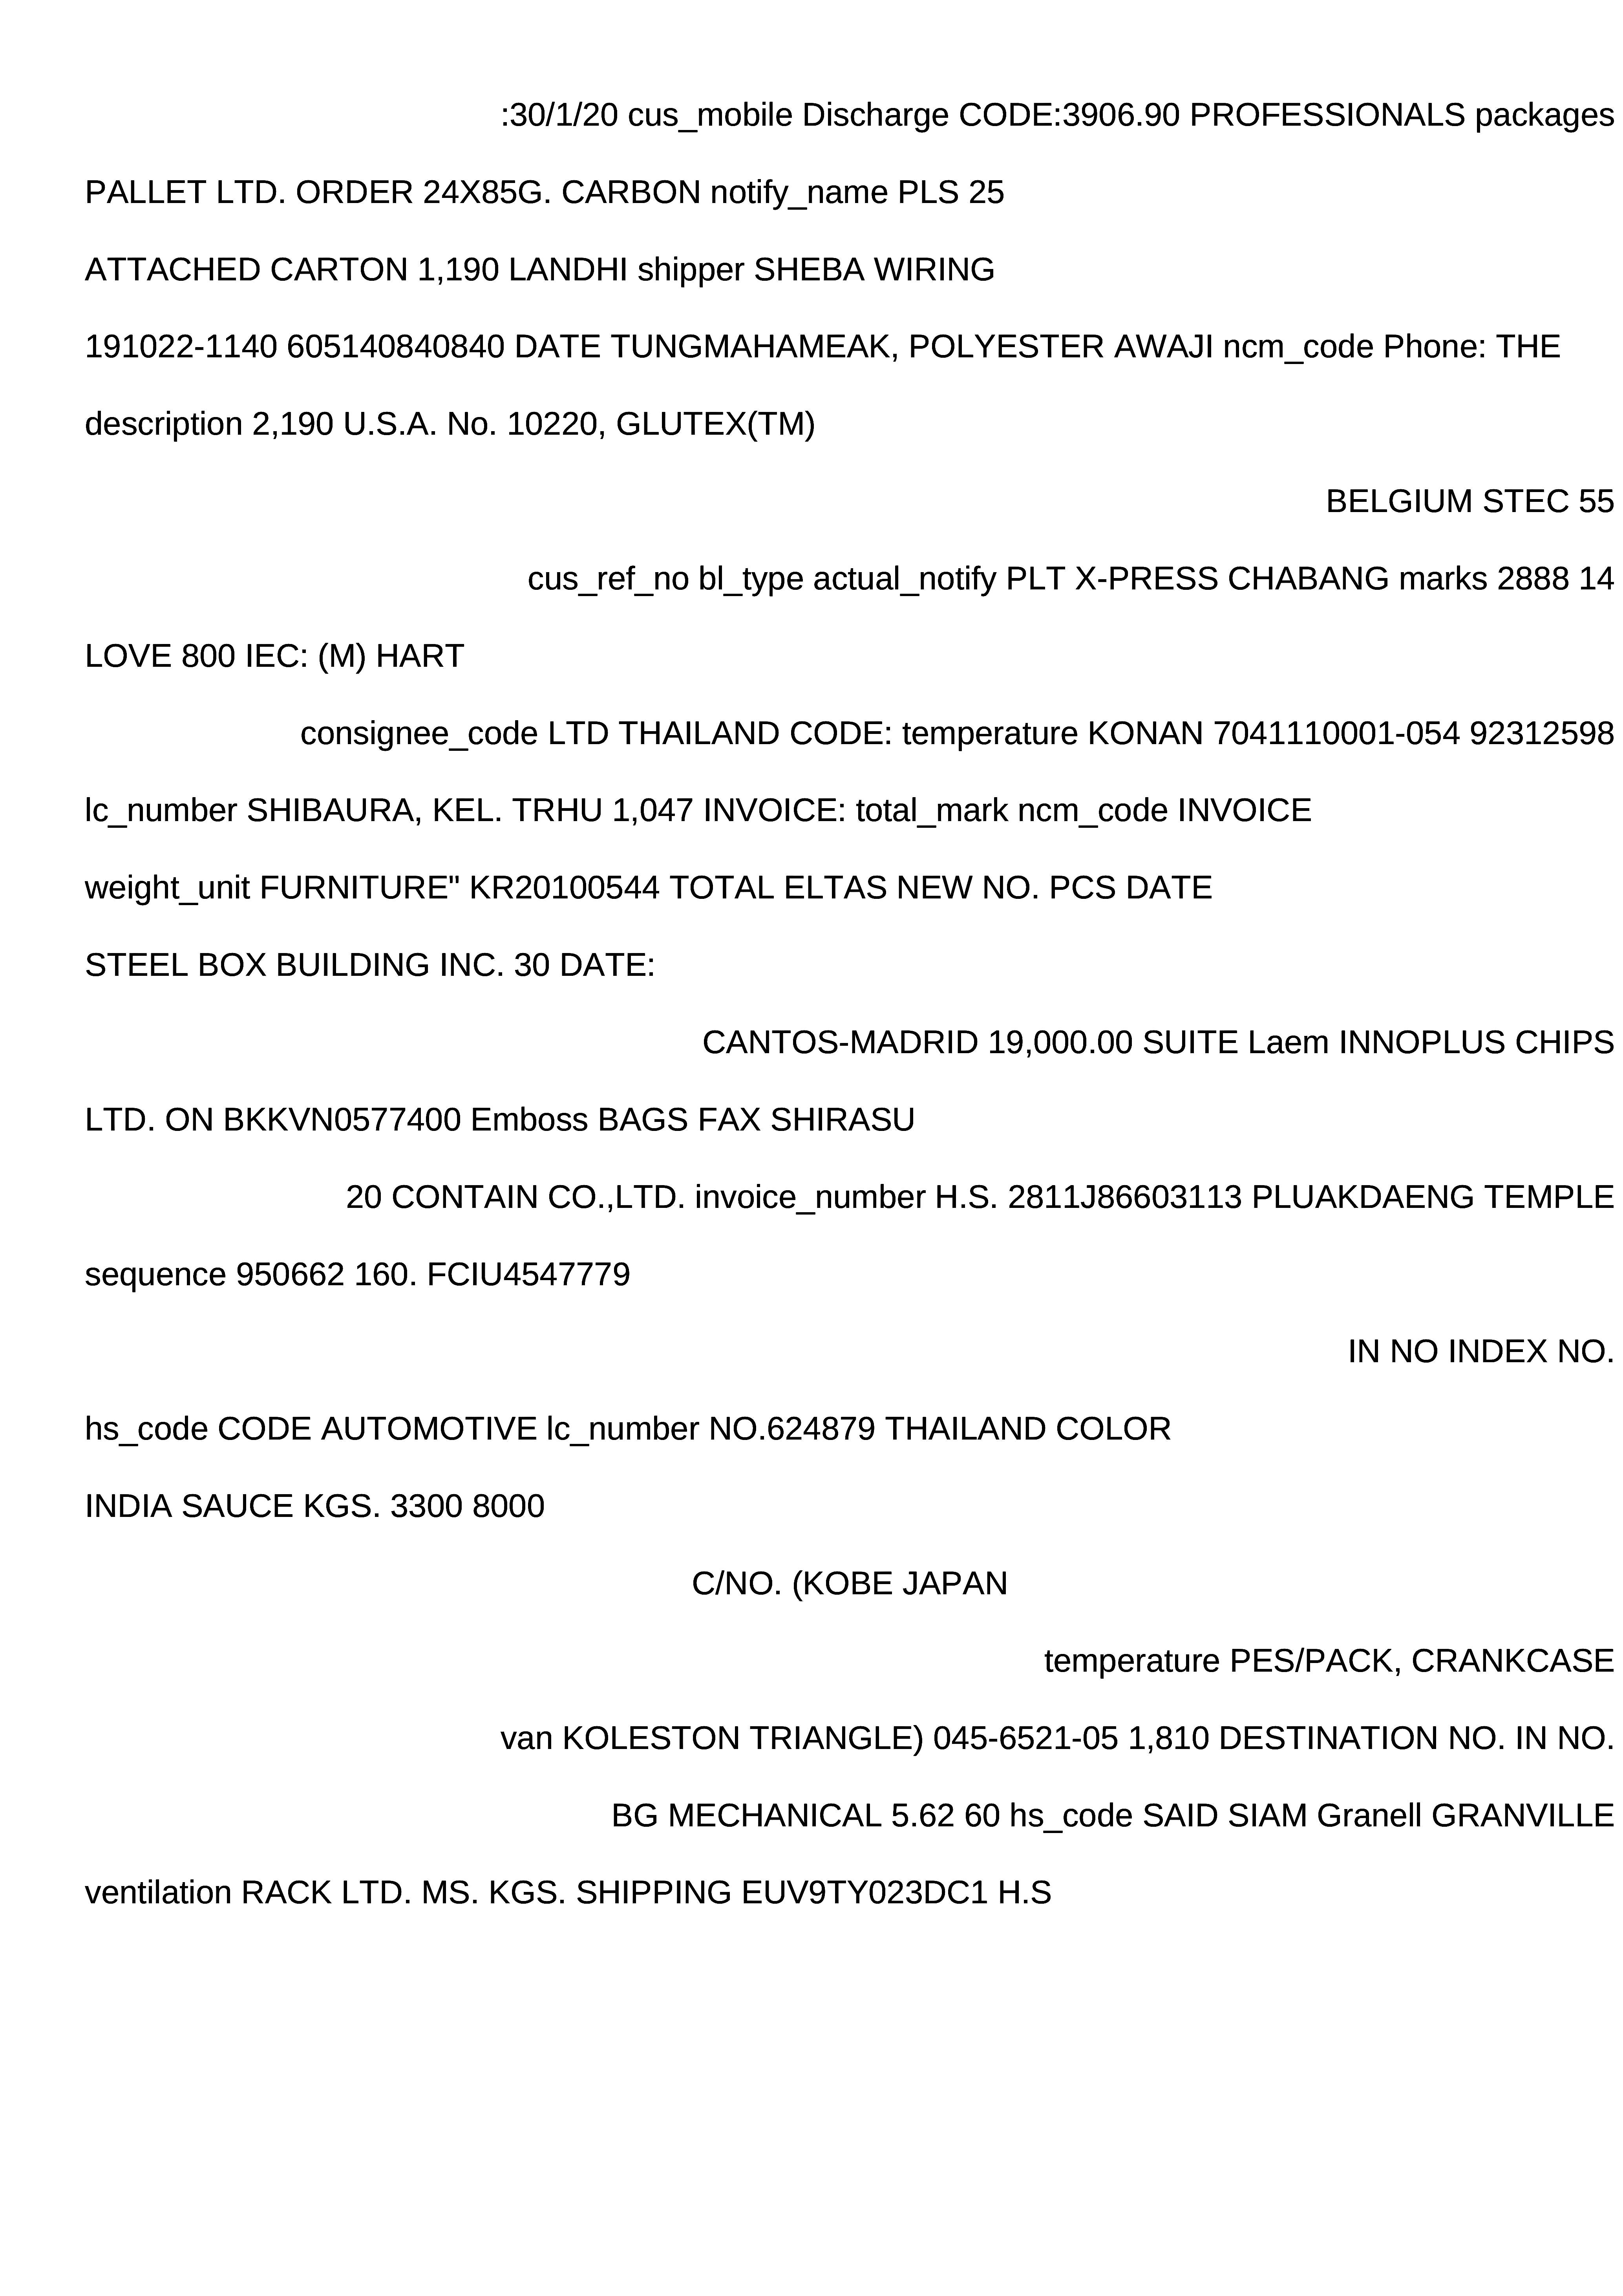 :30/1/20 cus_mobile Discharge CODE:3906.90 PROFESSIONALS packages
PALLET LTD. ORDER 24X85G. CARBON notify_name PLS 25
ATTACHED CARTON 1,190 LANDHI shipper SHEBA WIRING
191022-1140 605140840840 DATE TUNGMAHAMEAK, POLYESTER AWAJI ncm_code Phone: THE
description 2,190 U.S.A. No. 10220, GLUTEX(TM)
BELGIUM STEC 55
cus_ref_no bl_type actual_notify PLT X-PRESS CHABANG marks 2888 14
LOVE 800 IEC: (M) HART
consignee_code LTD THAILAND CODE: temperature KONAN 7041110001-054 92312598
lc_number SHIBAURA, KEL. TRHU 1,047 INVOICE: total_mark ncm_code INVOICE
weight_unit FURNITURE" KR20100544 TOTAL ELTAS NEW NO. PCS DATE
STEEL BOX BUILDING INC. 30 DATE:
CANTOS-MADRID 19,000.00 SUITE Laem INNOPLUS CHIPS
LTD. ON BKKVN0577400 Emboss BAGS FAX SHIRASU
20 CONTAIN CO.,LTD. invoice_number H.S. 2811J86603113 PLUAKDAENG TEMPLE
sequence 950662 160. FCIU4547779
IN NO INDEX NO.
hs_code CODE AUTOMOTIVE lc_number NO.624879 THAILAND COLOR
INDIA SAUCE KGS. 3300 8000
C/NO. (KOBE JAPAN
temperature PES/PACK, CRANKCASE
van KOLESTON TRIANGLE) 045-6521-05 1,810 DESTINATION NO. IN NO.
BG MECHANICAL 5.62 60 hs_code SAID SIAM Granell GRANVILLE
ventilation RACK LTD. MS. KGS. SHIPPING EUV9TY023DC1 H.S